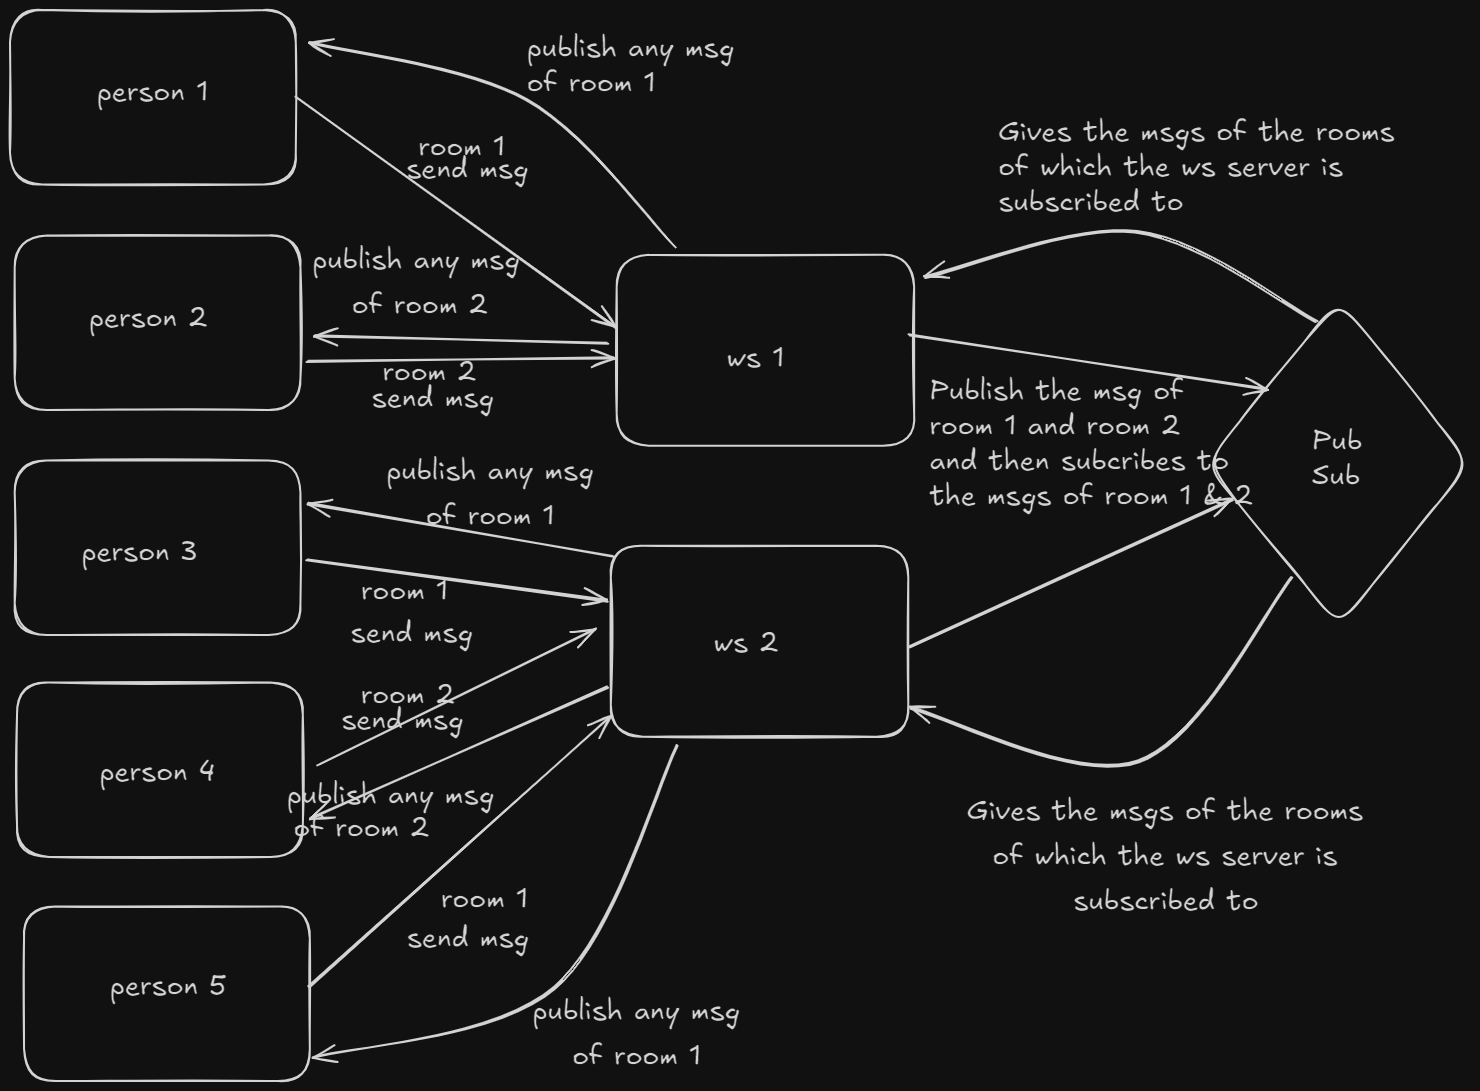 person 1
publish any msg
of room 1
room 1
send msg
Gives the msgs of the rooms
of which the ws server is
subscribed to
person 2
publish any msg
of room 2
room 2
send msg
ws 1
Publish the msg of
room 1 and room 2
and then subcribes to
the msgs of room 1 & 2
Pub
Sub
person 3
publish any msg
of room 1
room 1
send msg
ws 2
person 4
room 2
send msg
publish any msg
of room 2
Gives the msgs of the rooms
of which the ws server is
subscribed to
person 5
room 1
send msg
publish any msg
of room 1